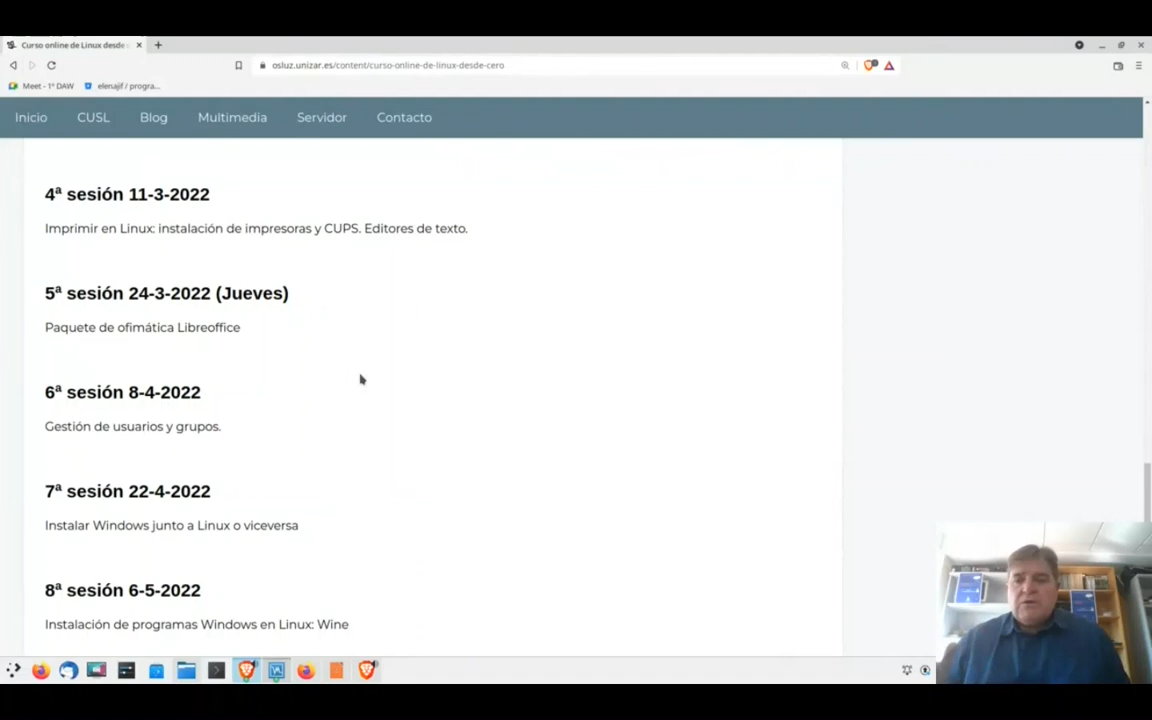 Curso online de Linux desde
osluz.unizar.es/content/curso-online-de-linux-desde-cero
Meet - 1º DAW
elenajif / progra...
Inicio
CUSL
Blog
Multimedia
Servidor
Contacto
4ª sesión 11-3-2022
Imprimir en Linux: instalación de impresoras y CUPS. Editores de texto.
5ª sesión 24-3-2022 (Jueves)
Paquete de ofimática Libreoffice
6ª sesión 8-4-2022
Gestión de usuarios y grupos.
7ª sesión 22-4-2022
Instalar Windows junto a Linux o viceversa
8ª sesión 6-5-2022
Instalación de programas Windows en Linux: Wine